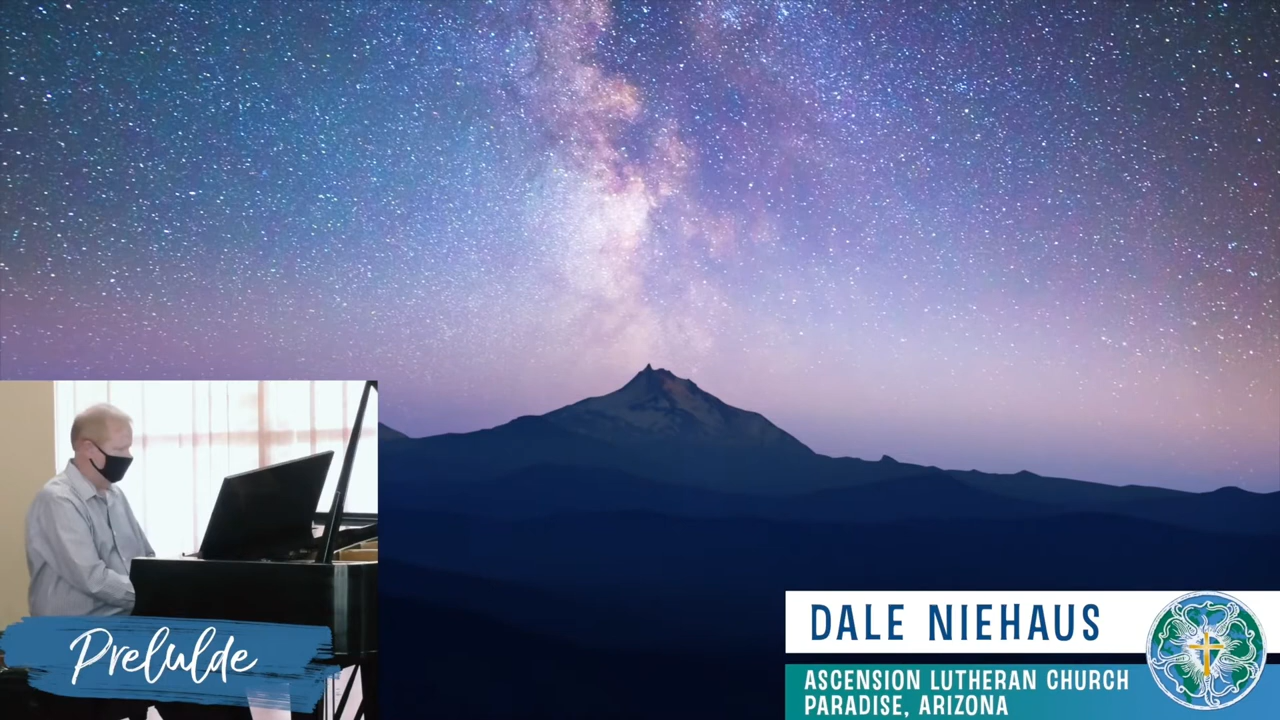 Prelulde
DALE NIEHAUS
ASCENSION LUTHERAN CHURCH
PARADISE, ARIZONA